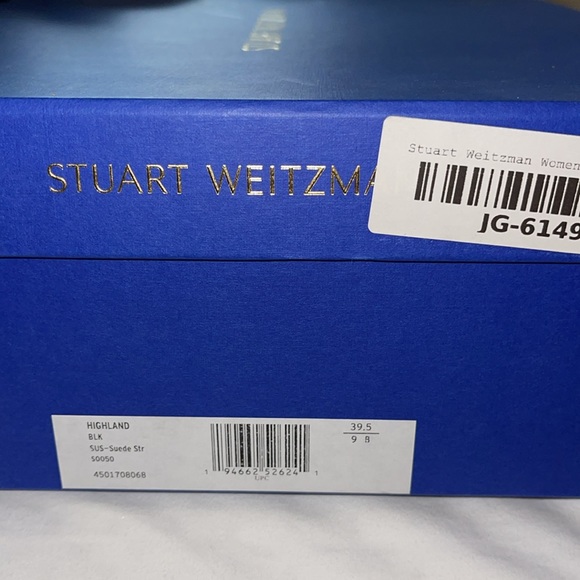 STUART WEITZMA
Stuart Weitzman Women
JG-6149
HIGHLAND
BLK
SUS-Suede Str
S0050
4501708068
39.5
9 B
1 94662 52624 1
UPC